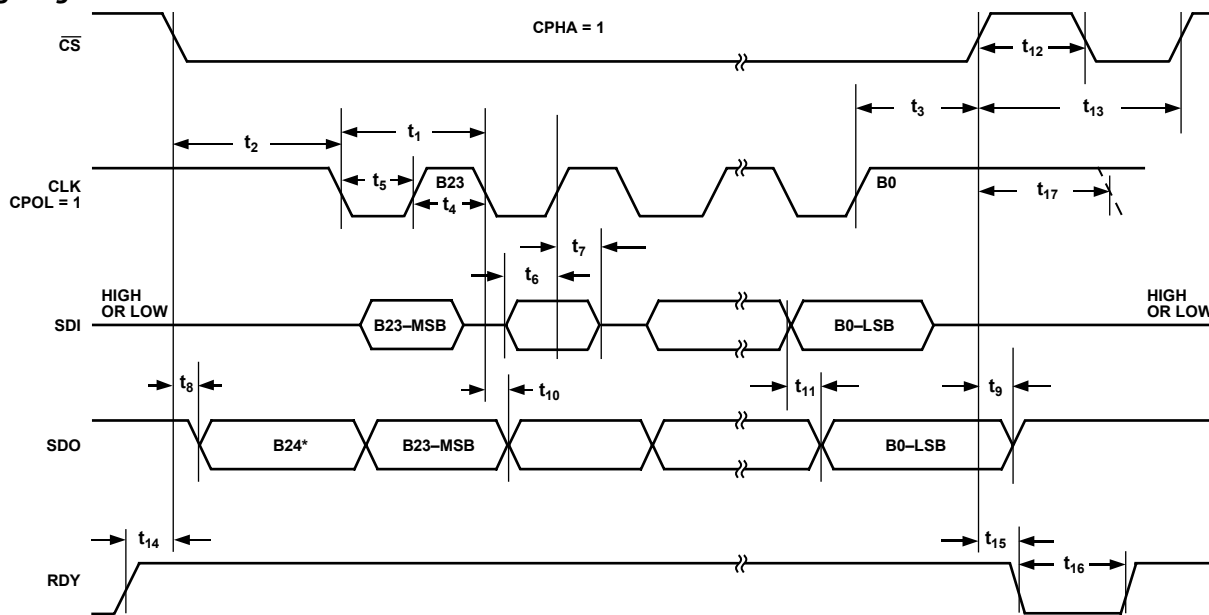 CS
CPHA = 1
t12
t3
t13
t1
t2
CLK
CPOL = 1
t5
B23
t4
B0
t17
t7
t6
HIGH
OR LOW
SDI
B23–MSB
B0–LSB
HIGH
OR LOW
t8
t10
t11
t9
SDO
B24*
B23–MSB
B0–LSB
t14
t15
t16
RDY